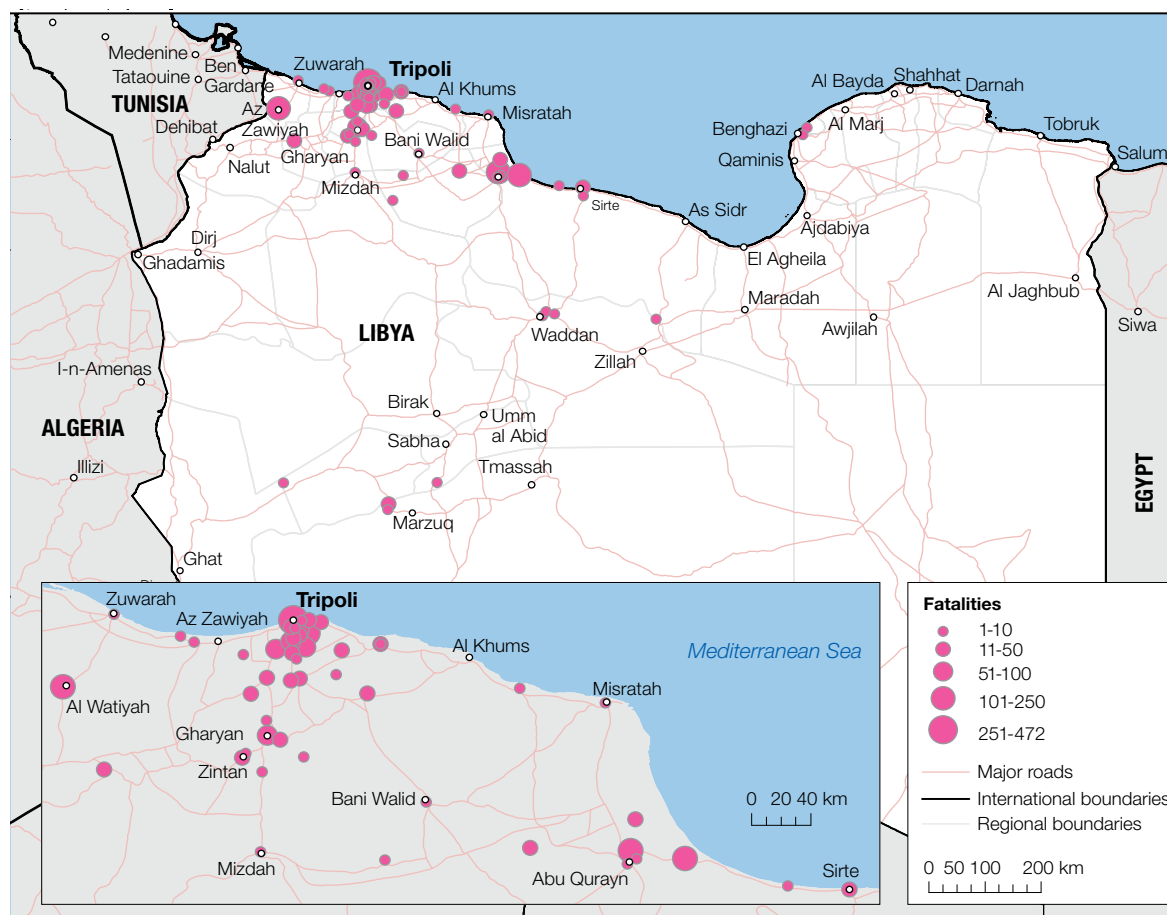 Medenine
Ben
Gardane
Tataouine
TUNISIA
Dehibat
Nalut
Zuwarah
Tripoli
Az
Zawiyah
Gharyan
Al Khums
Misratah
Bani Walid
Mizdah
Sirte
As Sidr
Al Bayda
Shahhat
Darnah
Al Marj
Benghazi
Qaminis
Tobruk
Salum
Ajdabiya
El Agheila
Dirj
Ghadamis
Al Jaghbub
Maradah
Awjilah
Siwa
LIBYA
Waddan
Zillah
I-n-Amenas
Birak
Umm
al Abid
ALGERIA
Sabha
Tmassah
Illizi
Marzuq
EGYPT
Ghat
Zuwarah
Az Zawiyah
Tripoli
Al Khums
Mediterranean Sea
Misratah
Al Watiyah
Gharyan
Zintan
Bani Walid
0 20 40 km
Mizdah
Abu Qurayn
Sirte
Fatalities
1-10
11-50
51-100
101-250
251-472
Major roads
International boundaries
Regional boundaries
0 50 100 200 km